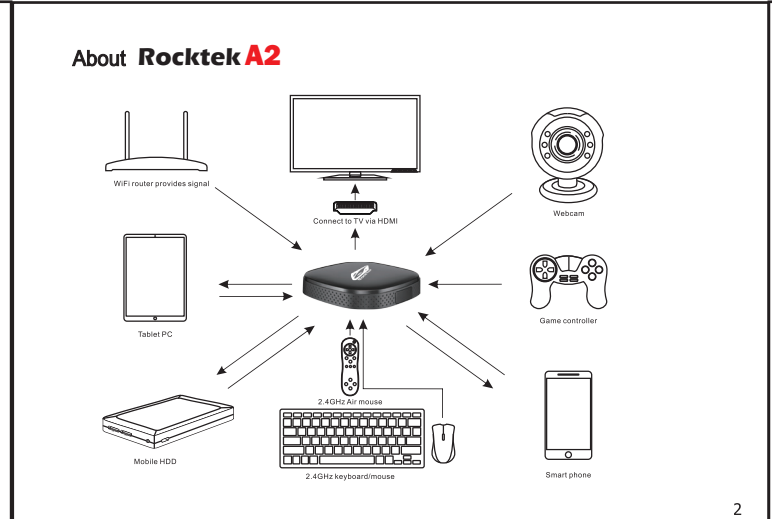 About Rocktek A2
WiFi router provides signal
Connect to TV via HDMI
Webcam
Tablet PC
Game controller
2.4GHz Air mouse
Mobile HDD
2.4GHz keyboard/mouse
Smart phone
2